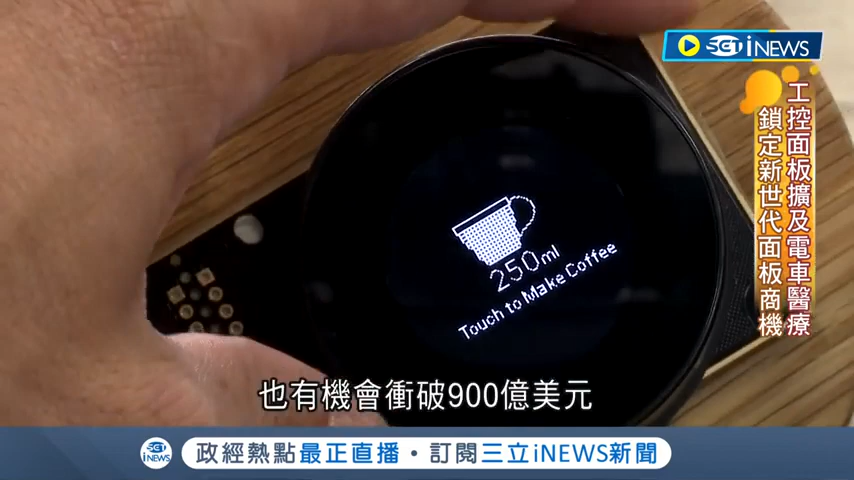 SET iNEWS
工控面板擴及電車醫療
鎖定新世代面板商機
250ml
Touch to Make Coffee
也有機會衝破900億美元
SET iNEWS
政經熱點最正直播・訂閱三立iNEWS新聞